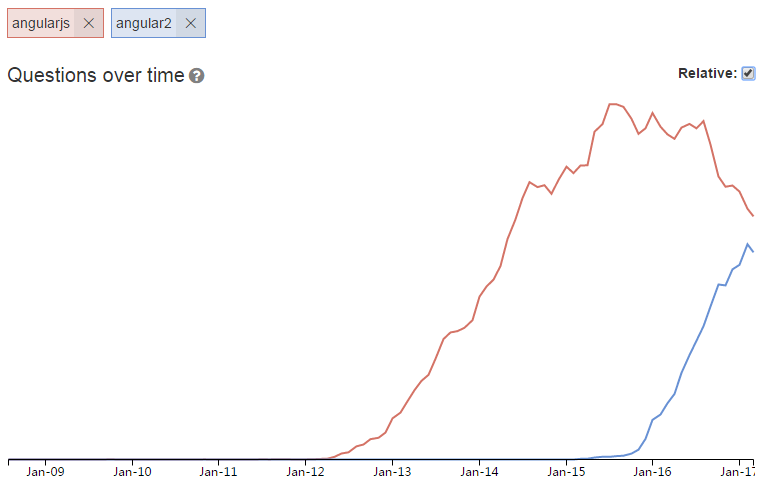 angularjs × angular2 ×
Questions over time ?
Relative:
Jan-09 Jan-10 Jan-11 Jan-12 Jan-13 Jan-14 Jan-15 Jan-16 Jan-17